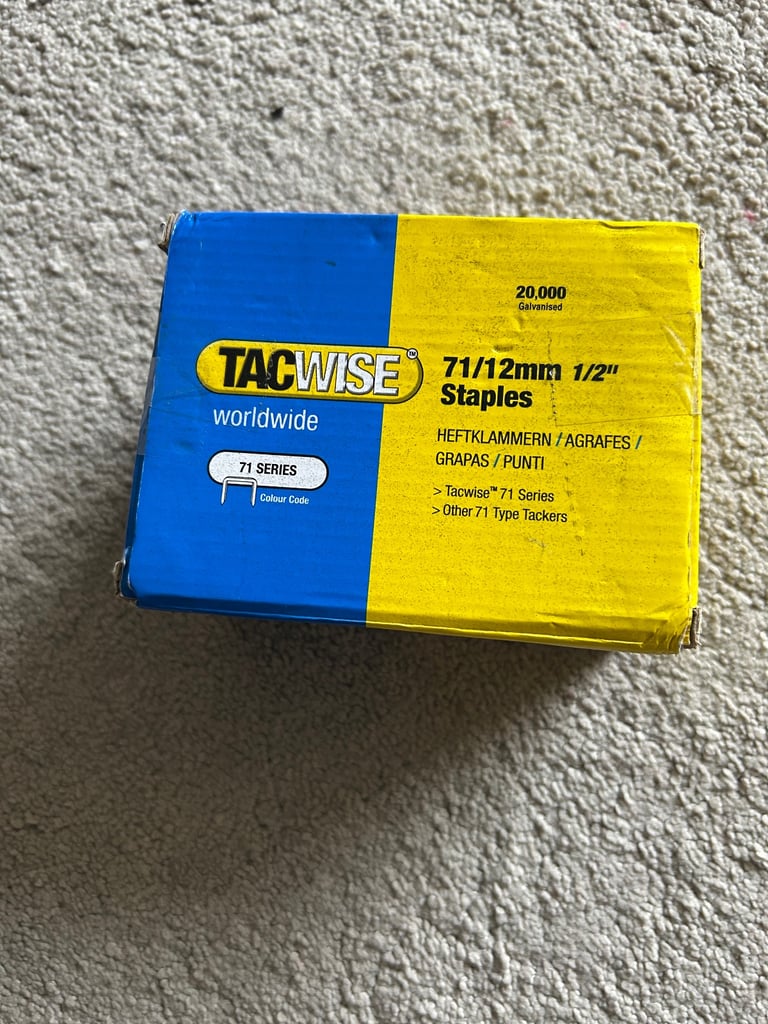 20,000
Galvanised
TACWISE™
worldwide
71 SERIES
Colour Code
71/12mm 1/2"
Staples
HEFTKLAMMERN / AGRAFES /
GRAPAS / PUNTI
> Tacwise™ 71 Series
> Other 71 Type Tackers